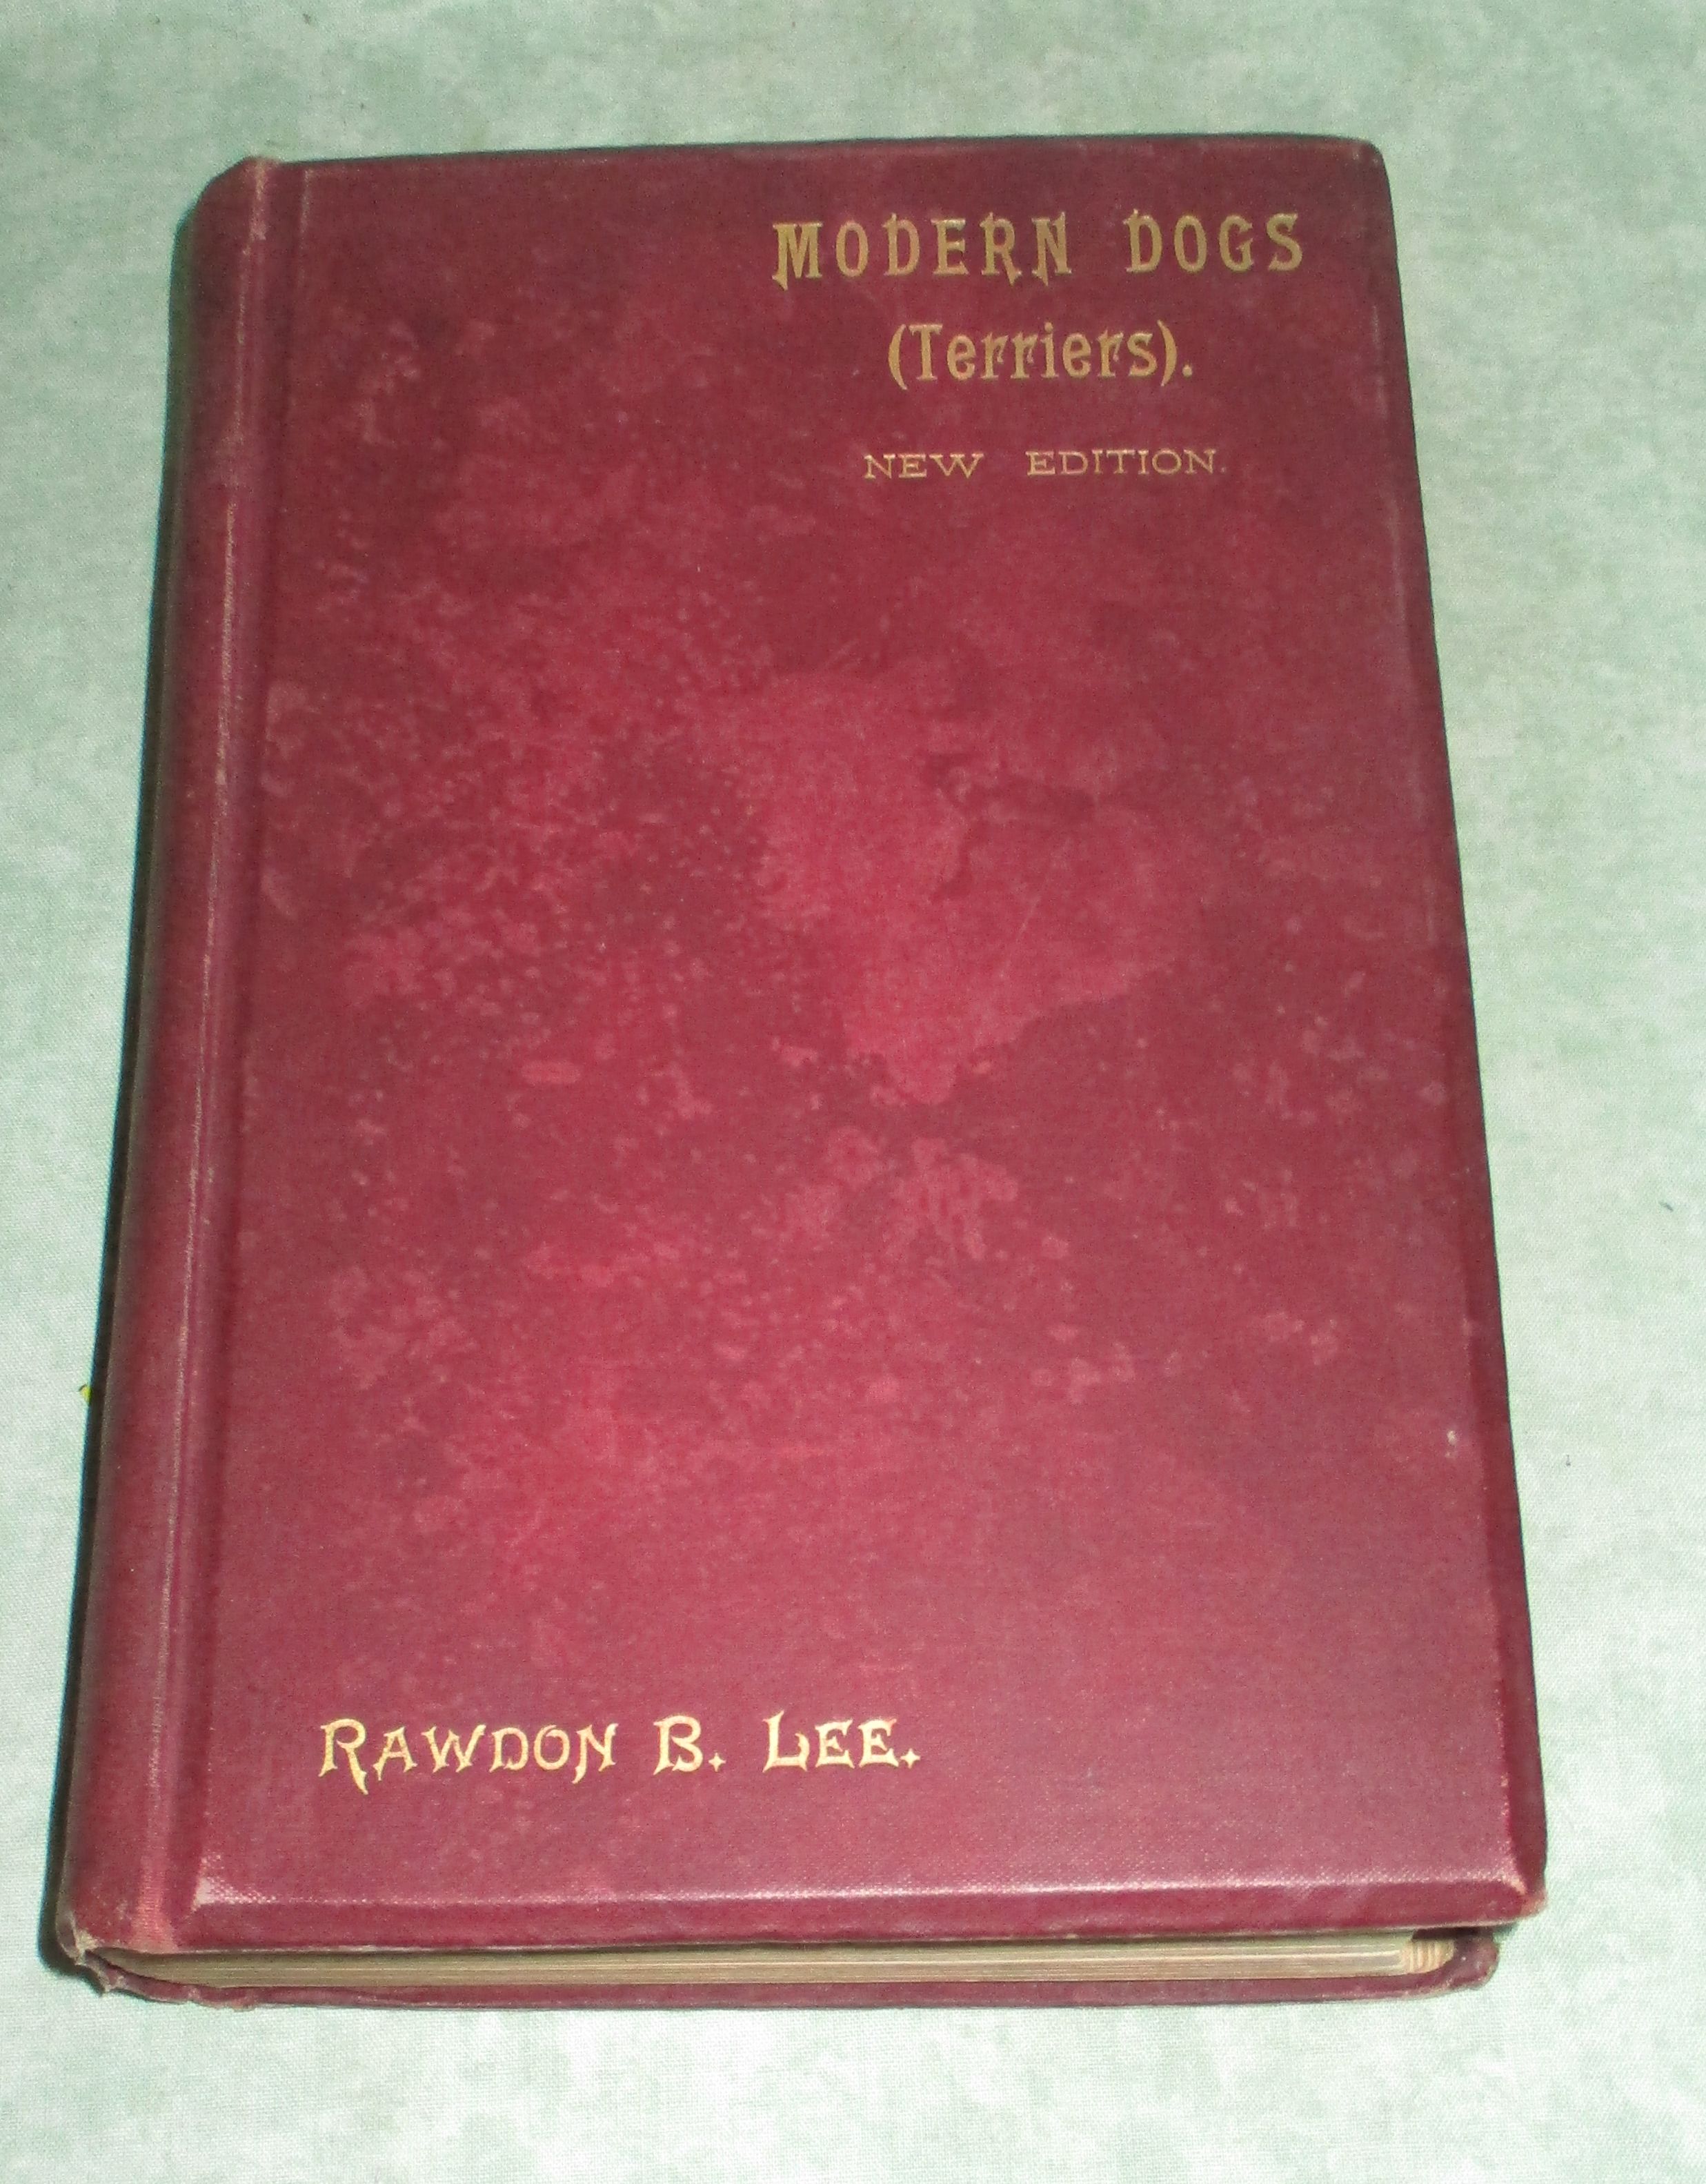 MODERN DOGS
(Terriers).
NEW EDITION.
RAWDON B. LEE.